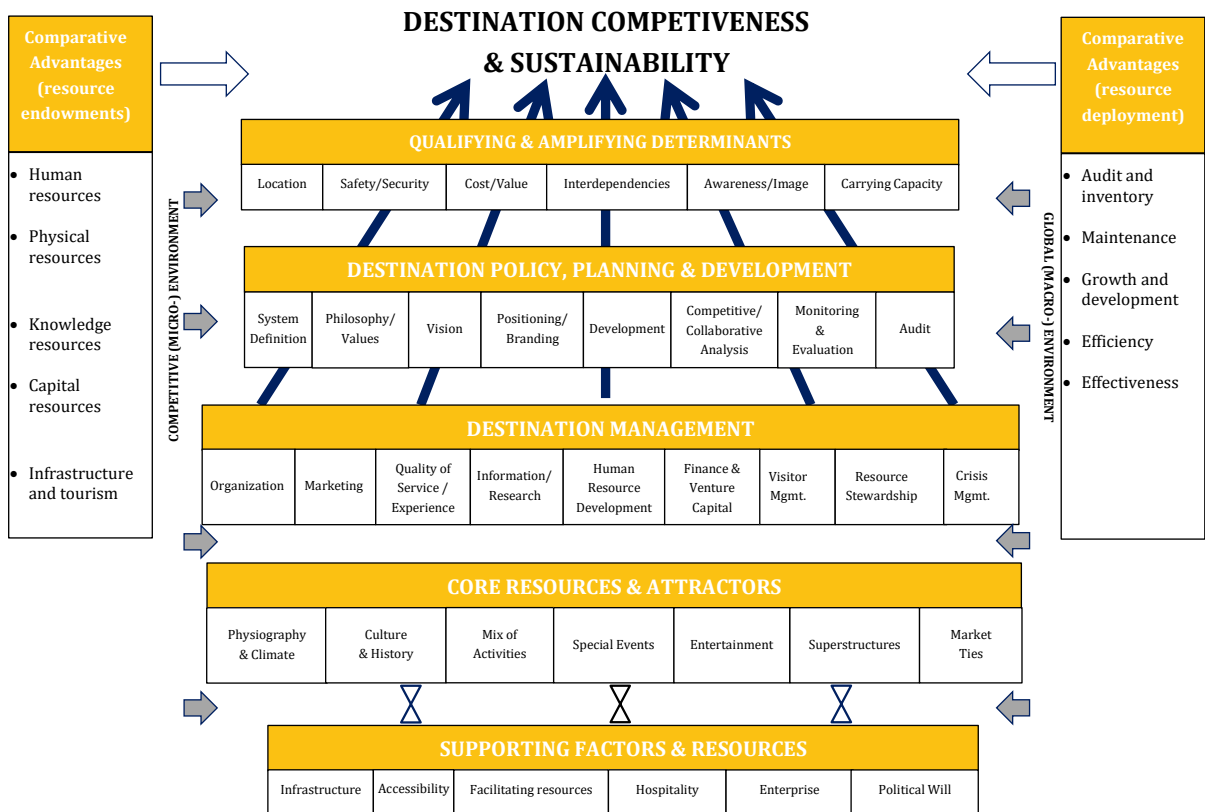 DESTINATION COMPETIVENESS
& SUSTAINABILITY
Comparative
Advantages
(resource
endowments)
• Human
resources
• Physical
resources
• Knowledge
resources
• Capital
resources
• Infrastructure
and tourism
COMPETITIVE (MICRO-) ENVIRONMENT
QUALIFYING & AMPLIFYING DETERMINANTS
Location
Safety/Security
Cost/Value
Interdependencies
Awareness/Image
Carrying Capacity
DESTINATION POLICY, PLANNING & DEVELOPMENT
System
Definition
Philosophy/
Values
Vision
Positioning/
Branding
Development
Competitive/
Collaborative
Analysis
Monitoring
&
Evaluation
Audit
DESTINATION MANAGEMENT
Organization
Marketing
Quality of
Service /
Experience
Information/
Research
Human
Resource
Development
Finance &
Venture
Capital
Visitor
Mgmt.
Resource
Stewardship
Crisis
Mgmt.
CORE RESOURCES & ATTRACTORS
Physiography
& Climate
Culture
& History
Mix of
Activities
Special Events
Entertainment
Superstructures
Market
Ties
SUPPORTING FACTORS & RESOURCES
Infrastructure
Accessibility
Facilitating resources
Hospitality
Enterprise
Political Will
GLOBAL (MACRO-) ENVIRONMENT
Comparative
Advantages
(resource
deployment)
• Audit and
inventory
• Maintenance
• Growth and
development
• Efficiency
• Effectiveness